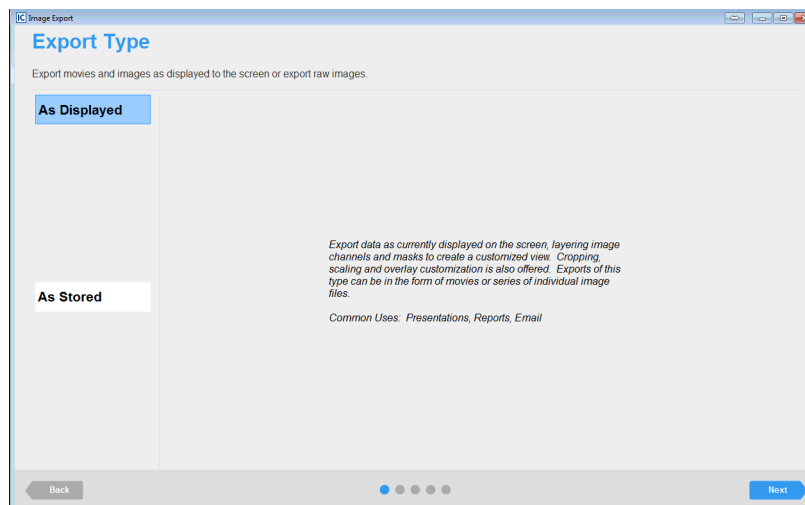 IC Image Export
Export Type
Export movies and images as displayed to the screen or export raw images.
As Displayed
Export data as currently displayed on the screen, layering image
channels and masks to create a customized view. Cropping,
scaling and overlay customization is also offered. Exports of this
type can be in the form of movies or series of individual image
files.
Common Uses: Presentations, Reports, Email
As Stored
Back
Next